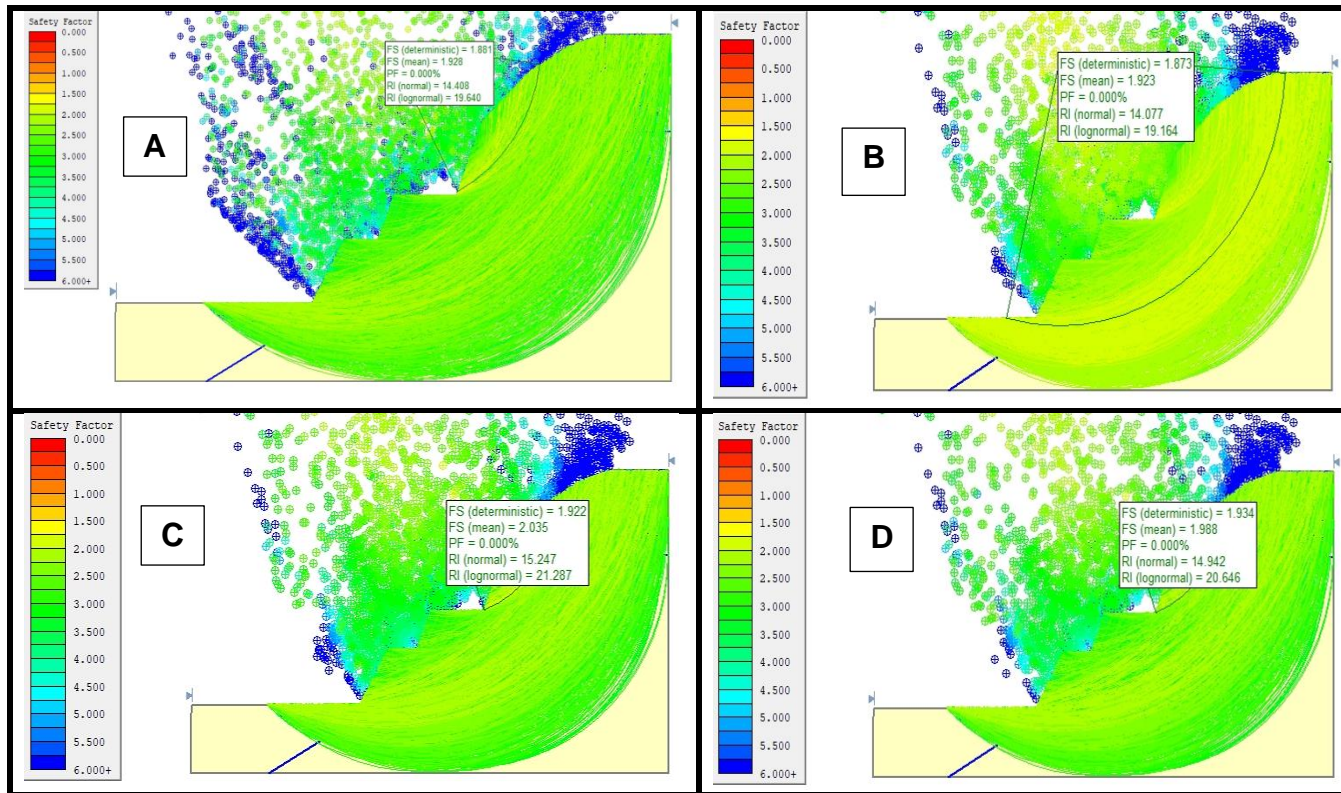 Safety Factor
0.000
0.500
1.000
1.500
2.000
2.500
3.000
3.500
4.000
4.500
5.000
5.500
6.000+
A
FS (deterministic) = 1.881
FS (mean) = 1.928
PF = 0.000%
RI (normal) = 14.408
RI (lognormal) = 19.640
Safety Factor
0.000
0.500
1.000
1.500
2.000
2.500
3.000
3.500
4.000
4.500
5.000
5.500
6.000+
B
FS (deterministic) = 1.873
FS (mean) = 1.923
PF = 0.000%
RI (normal) = 14.077
RI (lognormal) = 19.164
Safety Factor
0.000
0.500
1.000
1.500
2.000
2.500
3.000
3.500
4.000
4.500
5.000
5.500
6.000+
C
FS (deterministic) = 1.922
FS (mean) = 2.035
PF = 0.000%
RI (normal) = 15.247
RI (lognormal) = 21.287
Safety Factor
0.000
0.500
1.000
1.500
2.000
2.500
3.000
3.500
4.000
4.500
5.000
5.500
6.000+
D
FS (deterministic) = 1.934
FS (mean) = 1.988
PF = 0.000%
RI (normal) = 14.942
RI (lognormal) = 20.646